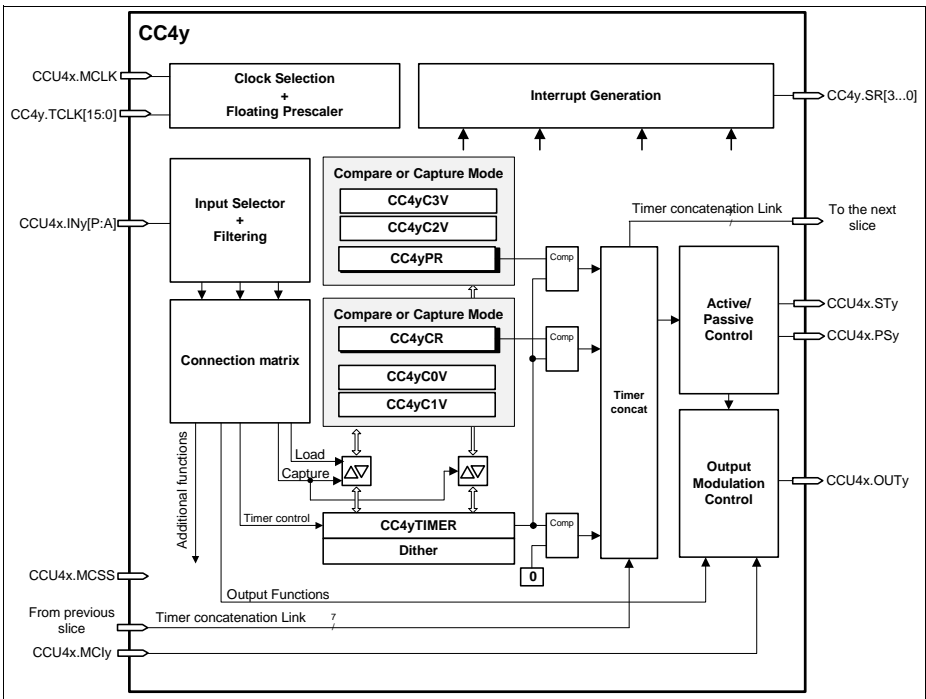 CC4y
CCU4x.MCLK
CC4y.TCLK[15:0]
Clock Selection
+
Floating Prescaler
Interrupt Generation
CC4y.SR[3...0]
CCU4x.INy[P:A]
Input Selector
+
Filtering
Compare or Capture Mode
CC4yC3V
CC4yC2V
CC4yPR
Comp
Timer concatenation Link
7
To the next
slice
Connection matrix
Compare or Capture Mode
CC4yCR
CC4yC0V
CC4yC1V
Comp
Timer
concat
Active/
Passive
Control
CCU4x.STy
CCU4x.PSy
Load
Capture
Additional functions
Timer control
CC4yTIMER
Dither
Comp
0
Output
Modulation
Control
CCU4x.OUTy
CCU4x.MCSS
Output Functions
From previous
slice
Timer concatenation Link
7
CCU4x.MCIy